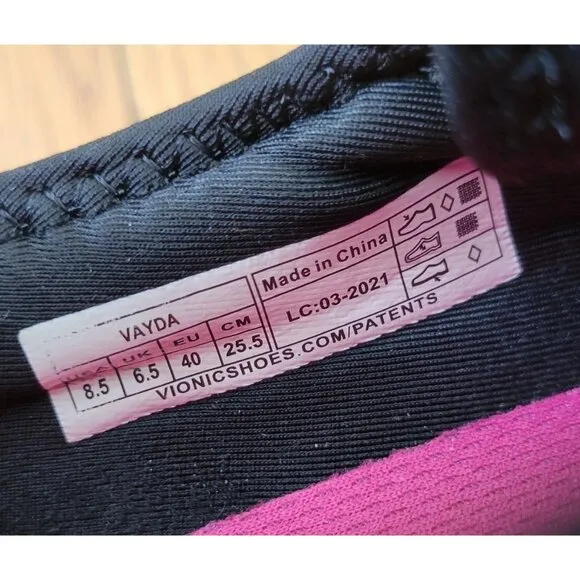 VAYDA
USA UK EU CM
8.5 6.5 40 25.5
Made in China
LC:03-2021
VIONICSHOES.COM/PATENTS